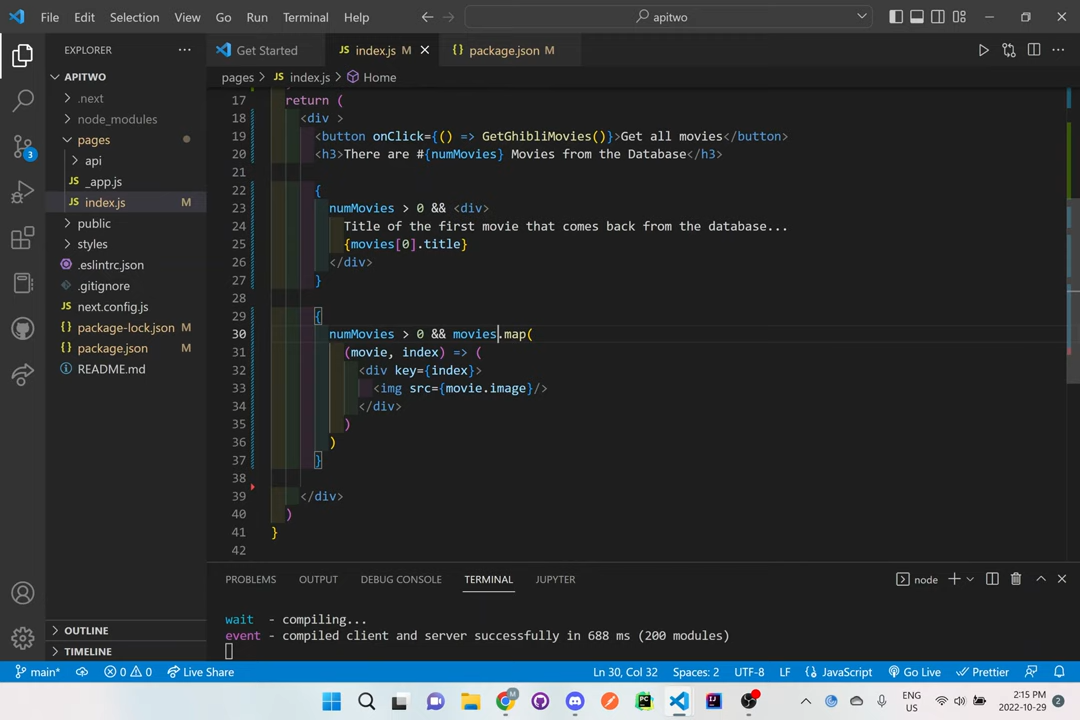 File Edit Selection View Go Run Terminal Help
apitwo
EXPLORER
Get Started
JS index.js M
{} package.json M
APITWO
pages > JS index.js > Home
.next
node_modules
pages
api
JS _app.js
JS index.js M
public
styles
.eslintrc.json
.gitignore
JS next.config.js
{} package-lock.json M
{} package.json M
README.md
OUTLINE
TIMELINE
3
17 return (
18 <div >
19 <button onClick={() => GetGhibliMovies()}>Get all movies</button>
20 <h3>There are #{numMovies} Movies from the Database</h3>
21
22 {
23 numMovies > 0 && <div>
24 Title of the first movie that comes back from the database...
25 {movies[0].title}
26 </div>
27 }
28
29 {
30 numMovies > 0 && movies.map(
31 (movie, index) => (
32 <div key={index}>
33 <img src={movie.image}/>
34 </div>
35 )
36 )
37 }
38
39 </div>
40 )
41 }
42
PROBLEMS OUTPUT DEBUG CONSOLE TERMINAL JUPYTER
node
wait - compiling...
event - compiled client and server successfully in 688 ms (200 modules)
main* 0 0 Live Share
Ln 30, Col 32 Spaces: 2 UTF-8 LF {} JavaScript Go Live Prettier
ENG
US
2:15 PM
2022-10-29
2